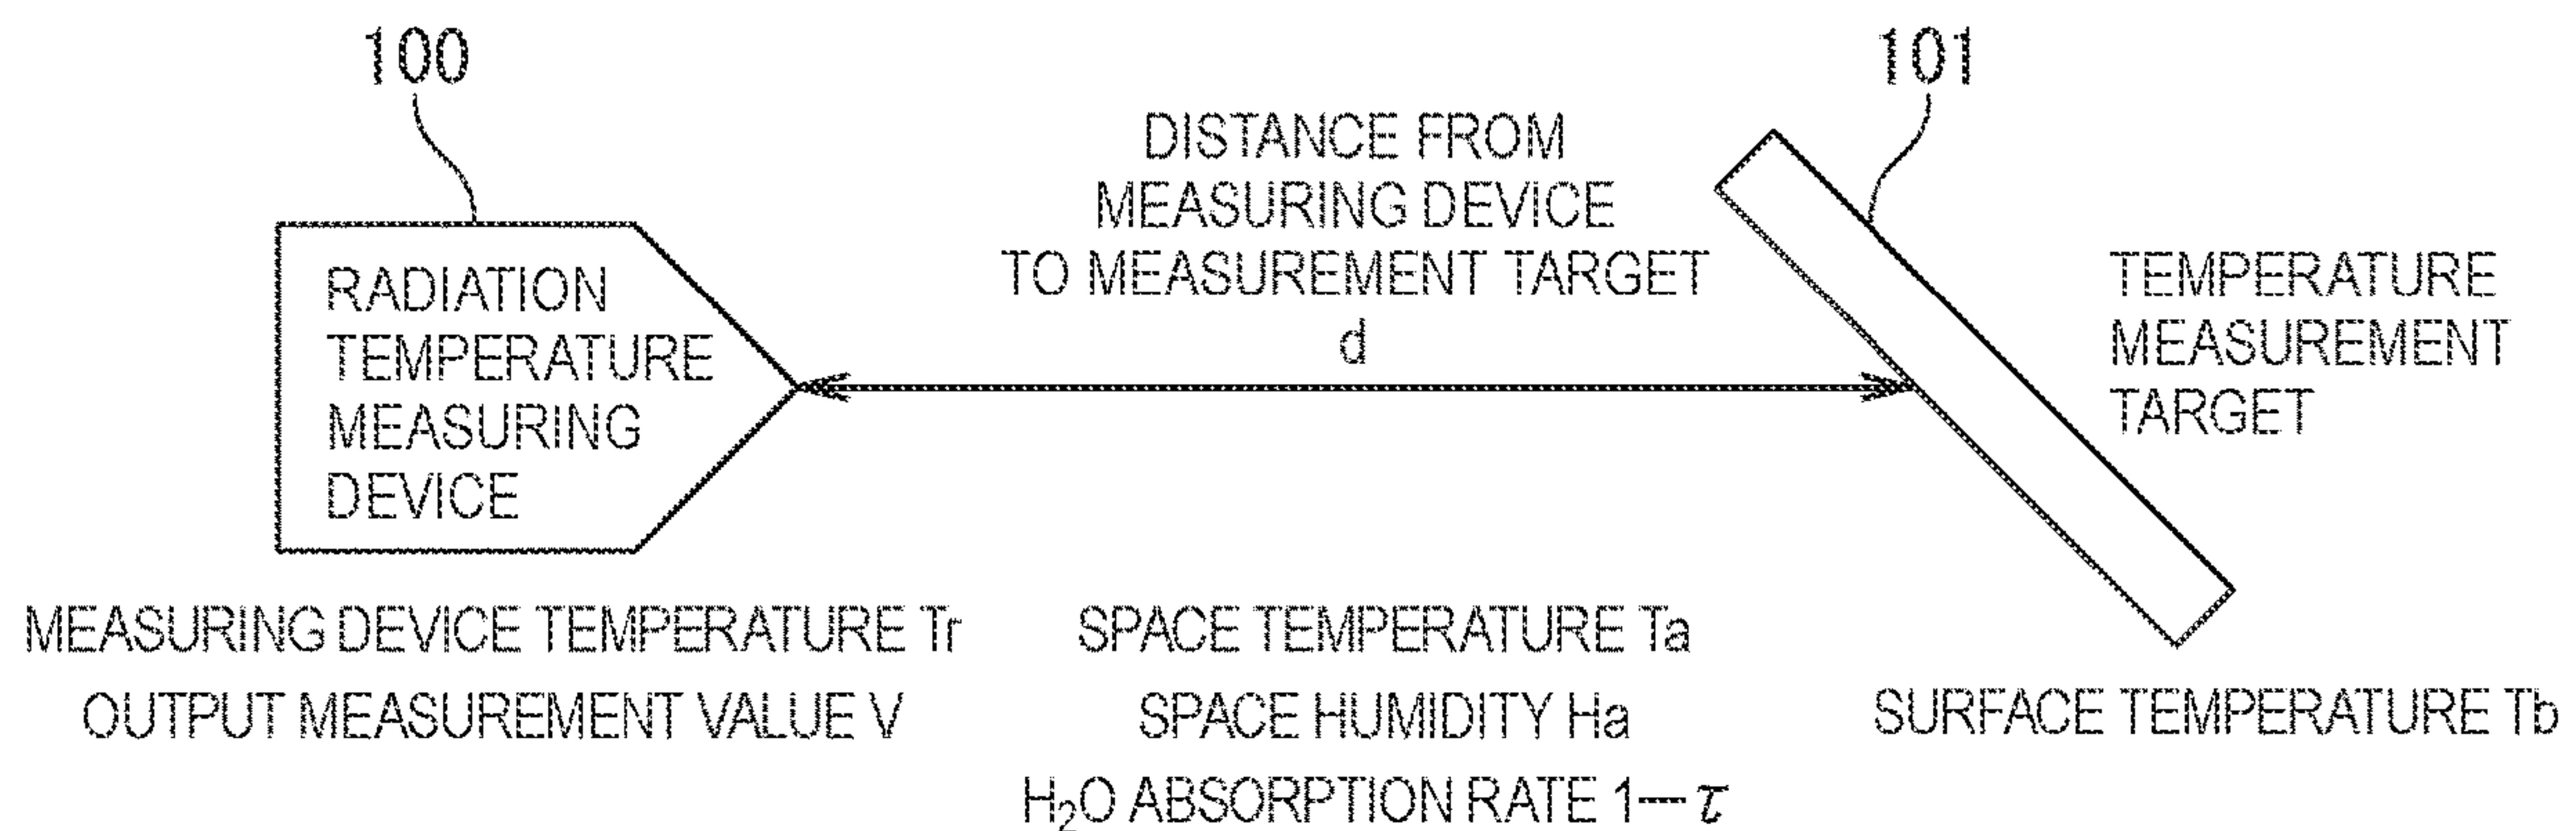 100
101
DISTANCE FROM
MEASURING DEVICE
TO MEASUREMENT TARGET
d
RADIATION
TEMPERATURE
MEASURING
DEVICE
TEMPERATURE
MEASUREMENT
TARGET
MEASURING DEVICE TEMPERATURE Tr
OUTPUT MEASUREMENT VALUE V
SPACE TEMPERATURE Ta
SPACE HUMIDITY Ha
H₂O ABSORPTION RATE 1—τ
SURFACE TEMPERATURE Tb